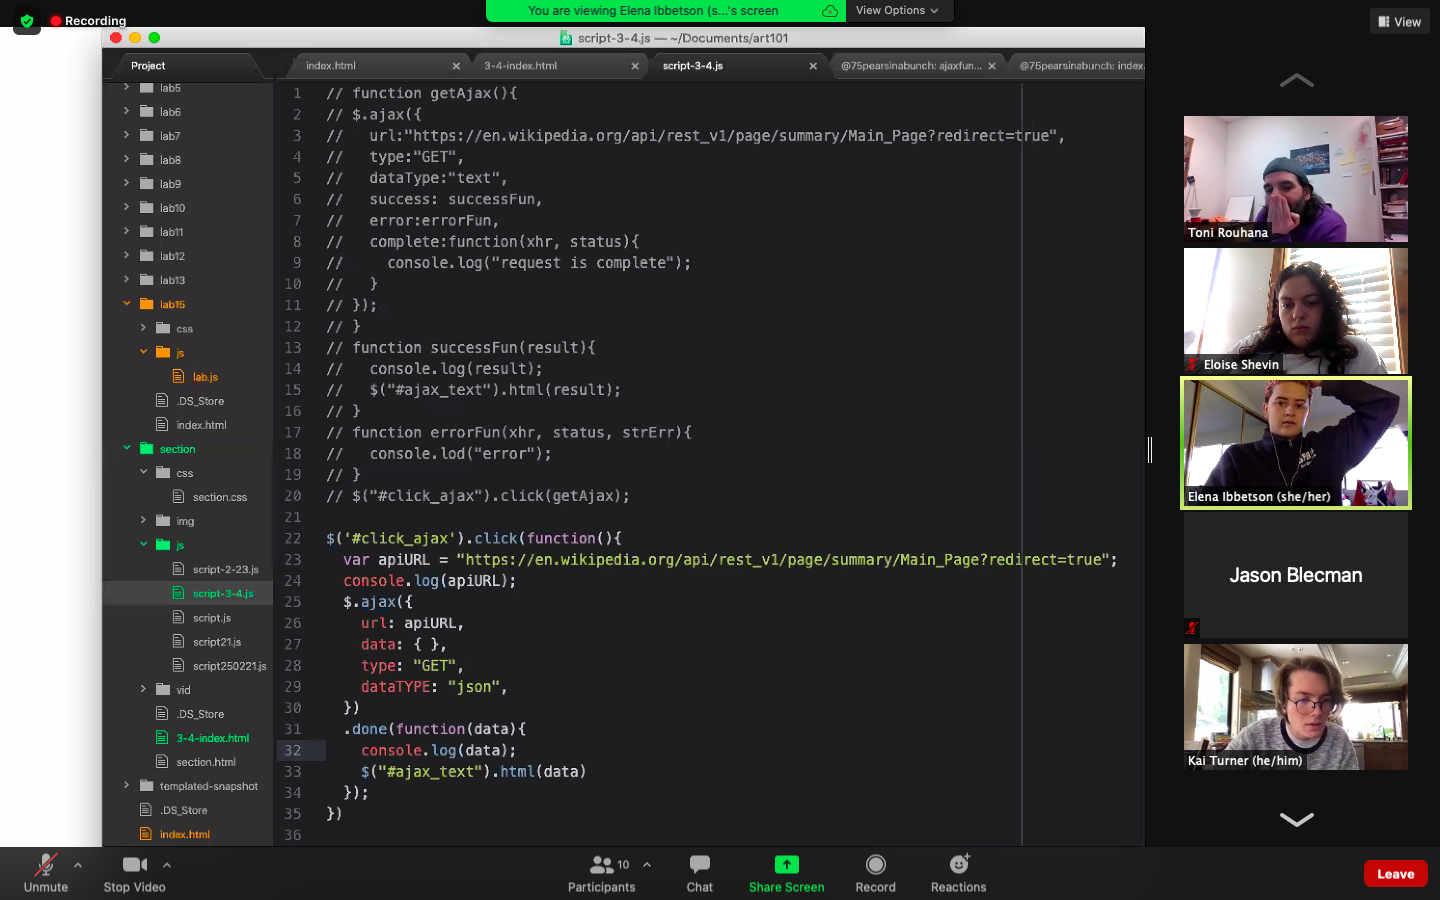 Recording
You are viewing Elena Ibbetson (s...'s screen
View Options
View
script-3-4.js — ~/Documents/art101
Project
index.html
3-4-index.html
script-3-4.js
@75pearsinabunch: ajaxfun...
@75pearsinabunch: index.
lab5
lab6
lab7
lab8
lab9
lab10
lab11
lab12
lab13
lab15
css
js
lab.js
.DS_Store
index.html
section
css
section.css
img
js
script-2-23.js
script-3-4.js
script.js
script21.js
script250221.js
vid
.DS_Store
3-4-index.html
section.html
templated-snapshot
.DS_Store
index.html
1 // function getAjax(){
2 // $.ajax({
3 //   url:"https://en.wikipedia.org/api/rest_v1/page/summary/Main_Page?redirect=true",
4 //   type:"GET",
5 //   dataType:"text",
6 //   success: successFun,
7 //   error:errorFun,
8 //   complete:function(xhr, status){
9 //     console.log("request is complete");
10 //   }
11 // });
12 // }
13 // function successFun(result){
14 //   console.log(result);
15 //   $("#ajax_text").html(result);
16 // }
17 // function errorFun(xhr, status, strErr){
18 //   console.lod("error");
19 // }
20 // $("#click_ajax").click(getAjax);
21
22 $('#click_ajax').click(function(){
23   var apiURL = "https://en.wikipedia.org/api/rest_v1/page/summary/Main_Page?redirect=true";
24   console.log(apiURL);
25   $.ajax({
26     url: apiURL,
27     data: { },
28     type: "GET",
29     dataTYPE: "json",
30   })
31   .done(function(data){
32     console.log(data);
33     $("#ajax_text").html(data)
34   });
35 })
36
Toni Rouhana
Eloise Shevin
Elena Ibbetson (she/her)
Jason Blecman
Kai Turner (he/him)
Unmute
Stop Video
10
Participants
Chat
Share Screen
Record
Reactions
Leave